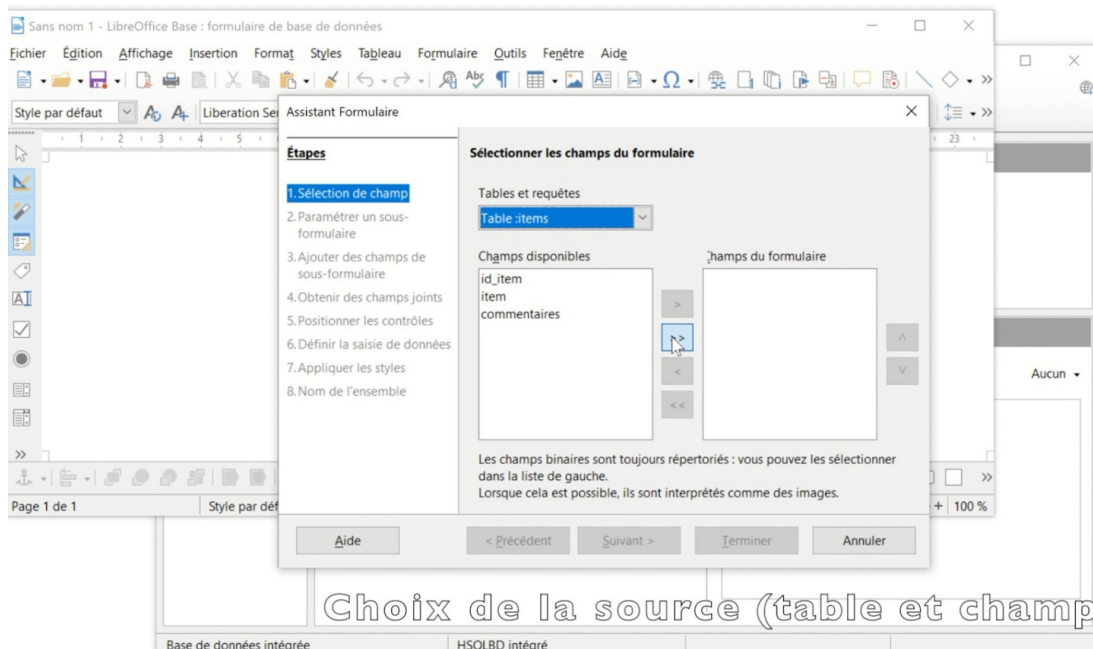 Sans nom 1 - LibreOffice Base : formulaire de base de données
Fichier Édition Affichage Insertion Format Styles Tableau Formulaire Outils Fenêtre Aide
Style par défaut
Liberation Se
1 2 3 4 5
23
Assistant Formulaire
Étapes
1. Sélection de champ
2. Paramétrer un sous-
formulaire
3. Ajouter des champs de
sous-formulaire
4. Obtenir des champs joints
5. Positionner les contrôles
6. Définir la saisie de données
7. Appliquer les styles
8. Nom de l'ensemble
Sélectionner les champs du formulaire
Tables et requêtes
Table :items
Champs disponibles
id_item
item
commentaires
>
>>
<
<<
hamps du formulaire
Les champs binaires sont toujours répertoriés : vous pouvez les sélectionner
dans la liste de gauche.
Lorsque cela est possible, ils sont interprétés comme des images.
Aide
< Précédent
Suivant >
Terminer
Annuler
Aucun
Page 1 de 1
Style par déf
+ 100 %
Choix de la source (table et champ
Base de données intégrée
HSQLBD intégré